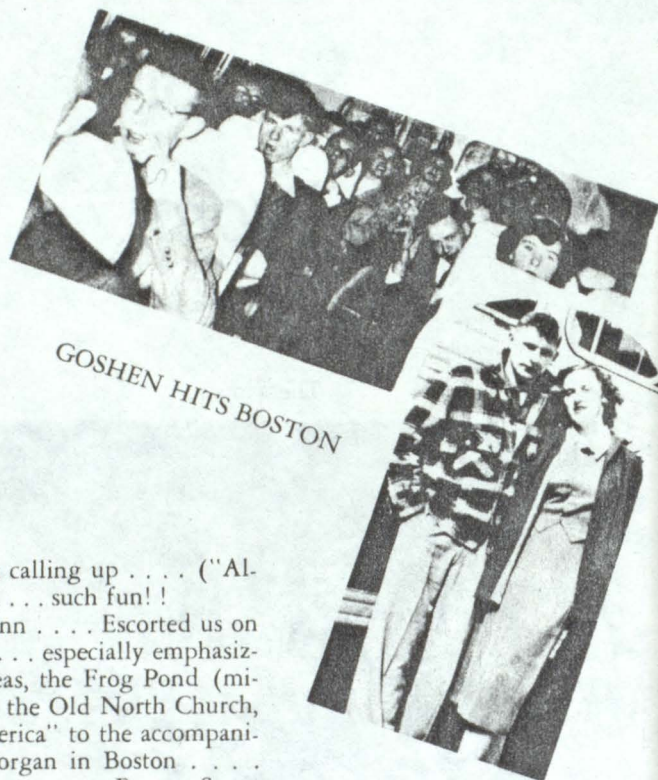 GOSHEN HITS BOSTON
calling up . . . . ("Al-
. . . such fun! !
nn . . . . Escorted us on
. . . especially emphasiz-
eas, the Frog Pond (mi-
the Old North Church,
erica" to the accompani-
organ in Boston . . . .